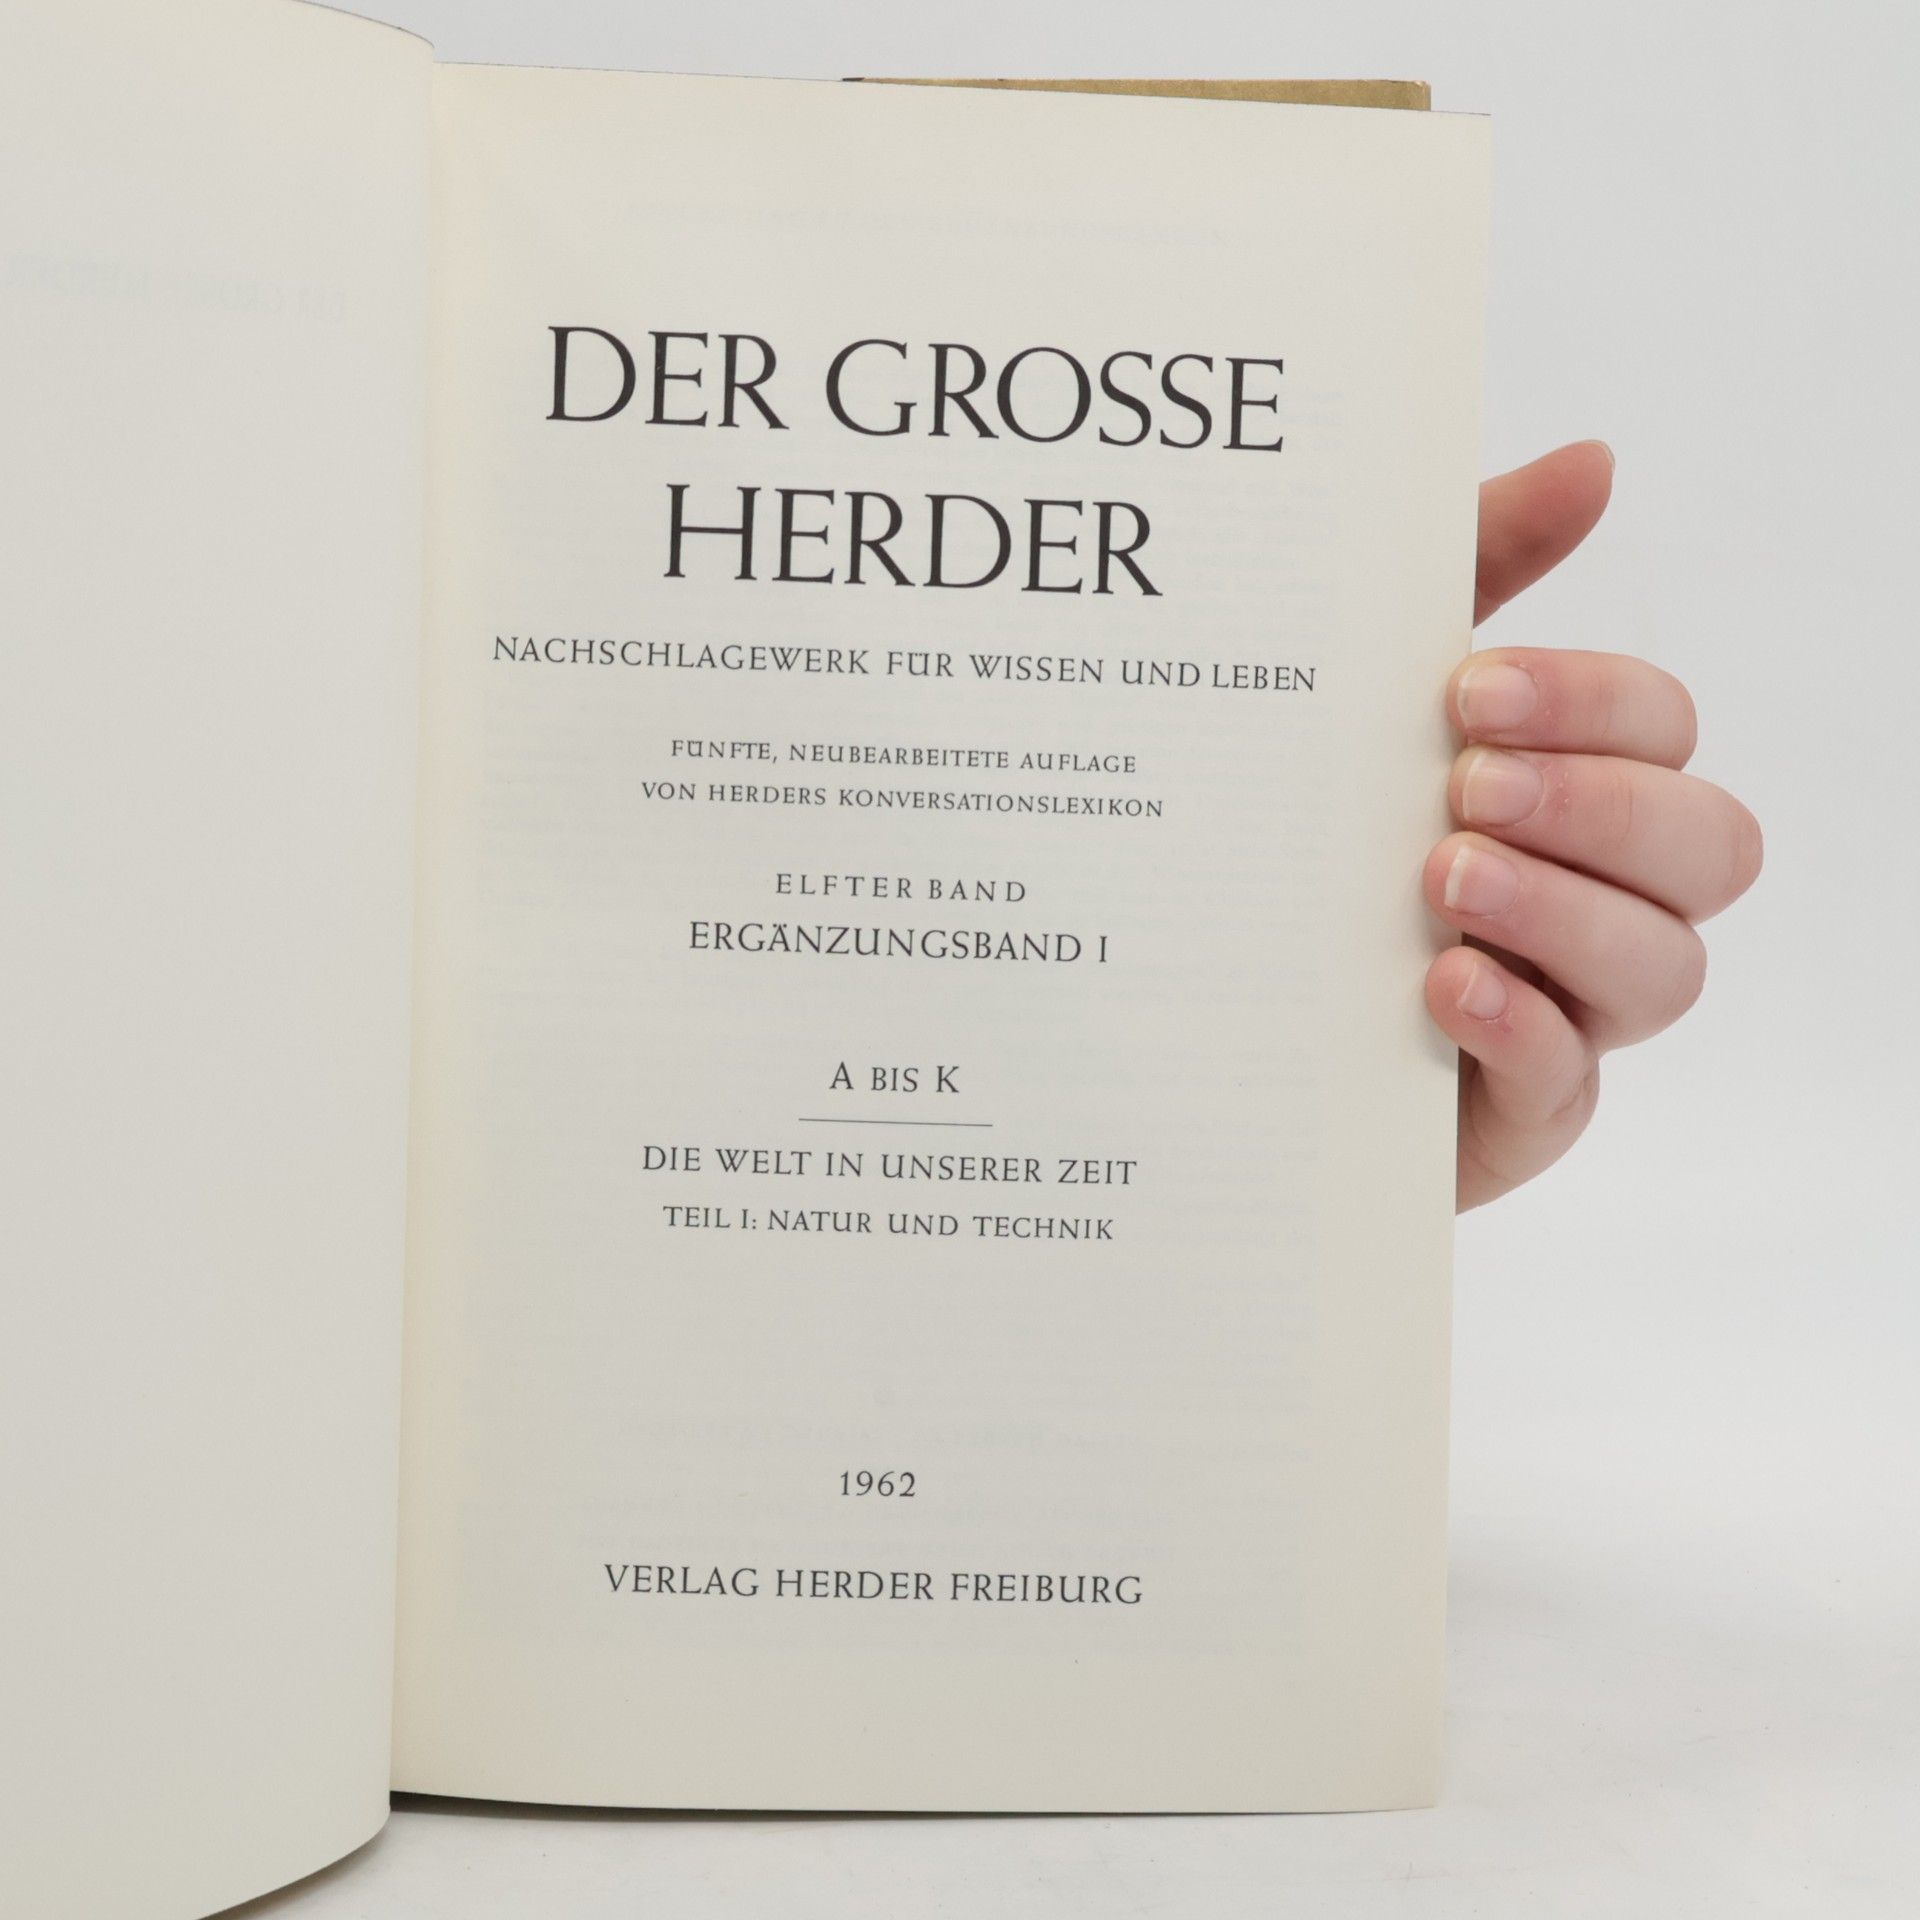 DER GROSSE
HERDER
NACHSCHLAGEWERK FÜR WISSEN UND LEBEN
FÜNFTE, NEUBEARBEITETE AUFLAGE
VON HERDERS KONVERSATIONSLEXIKON
ELFTER BAND
ERGÄNZUNGSBAND I
A BIS K
DIE WELT IN UNSERER ZEIT
TEIL I: NATUR UND TECHNIK
1962
VERLAG HERDER FREIBURG